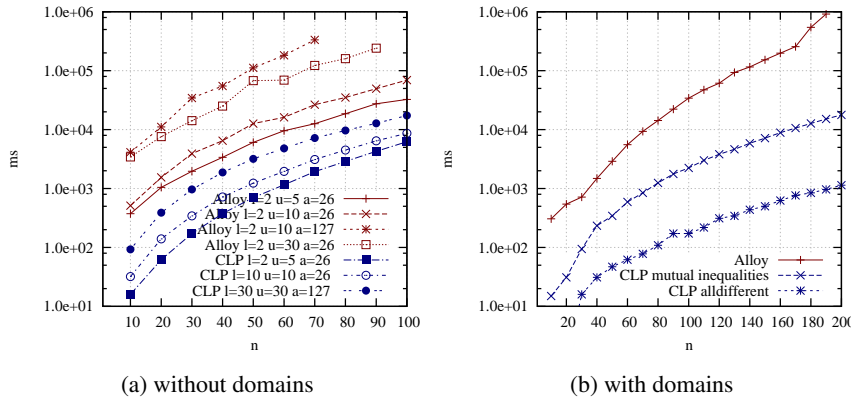 1.0e+06
1.0e+05
1.0e+04
1.0e+03
1.0e+02
1.0e+01
ms
Alloy l=2 u=5 a=26
Alloy l=2 u=10 a=26
Alloy l=2 u=10 a=127
Alloy l=2 u=30 a=26
CLP l=2 u=5 a=26
CLP l=10 u=10 a=26
CLP l=30 u=30 a=127
10 20 30 40 50 60 70 80 90 100
n
(a) without domains
1.0e+06
1.0e+05
1.0e+04
1.0e+03
1.0e+02
1.0e+01
ms
Alloy
CLP mutual inequalities
CLP alldifferent
20 40 60 80 100 120 140 160 180 200
n
(b) with domains